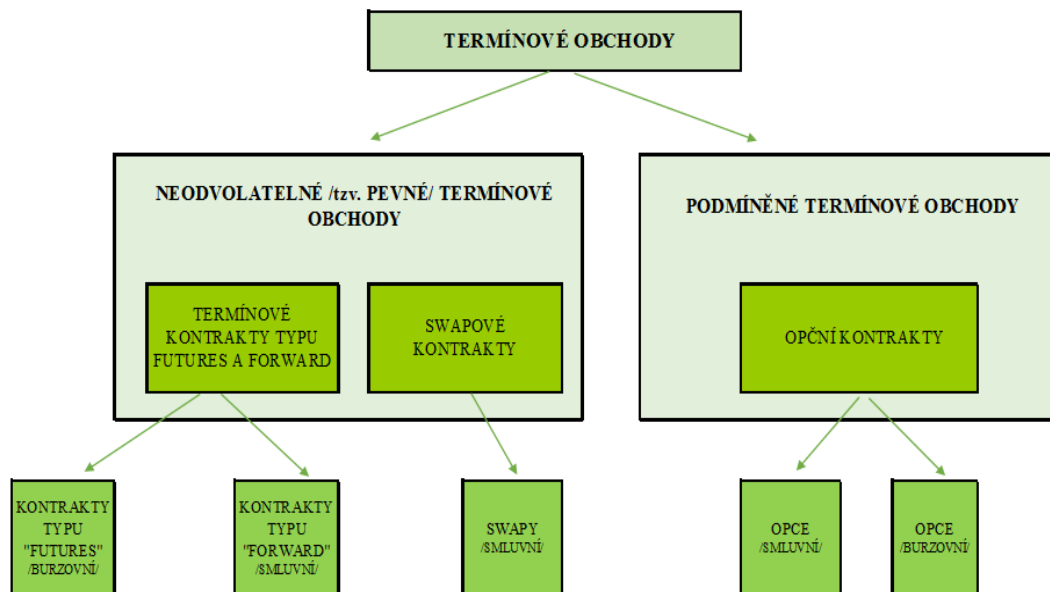 TERMÍNOVÉ OBCHODY
NEODVOLATELNÉ /tzv. PEVNÉ/ TERMÍNOVÉ
OBCHODY
PODMÍNĚNÉ TERMÍNOVÉ OBCHODY
TERMÍNOVÉ
KONTRAKTY TYPU
FUTURES A FORWARD
SWAPOVÉ
KONTRAKTY
OPČNÍ KONTRAKTY
KONTRAKTY
TYPU
"FUTURES"
/BURZOVNÍ/
KONTRAKTY
TYPU
"FORWARD"
/SMLUVNÍ/
SWAPY
/SMLUVNÍ/
OPCE
/SMLUVNÍ/
OPCE
/BURZOVNÍ/